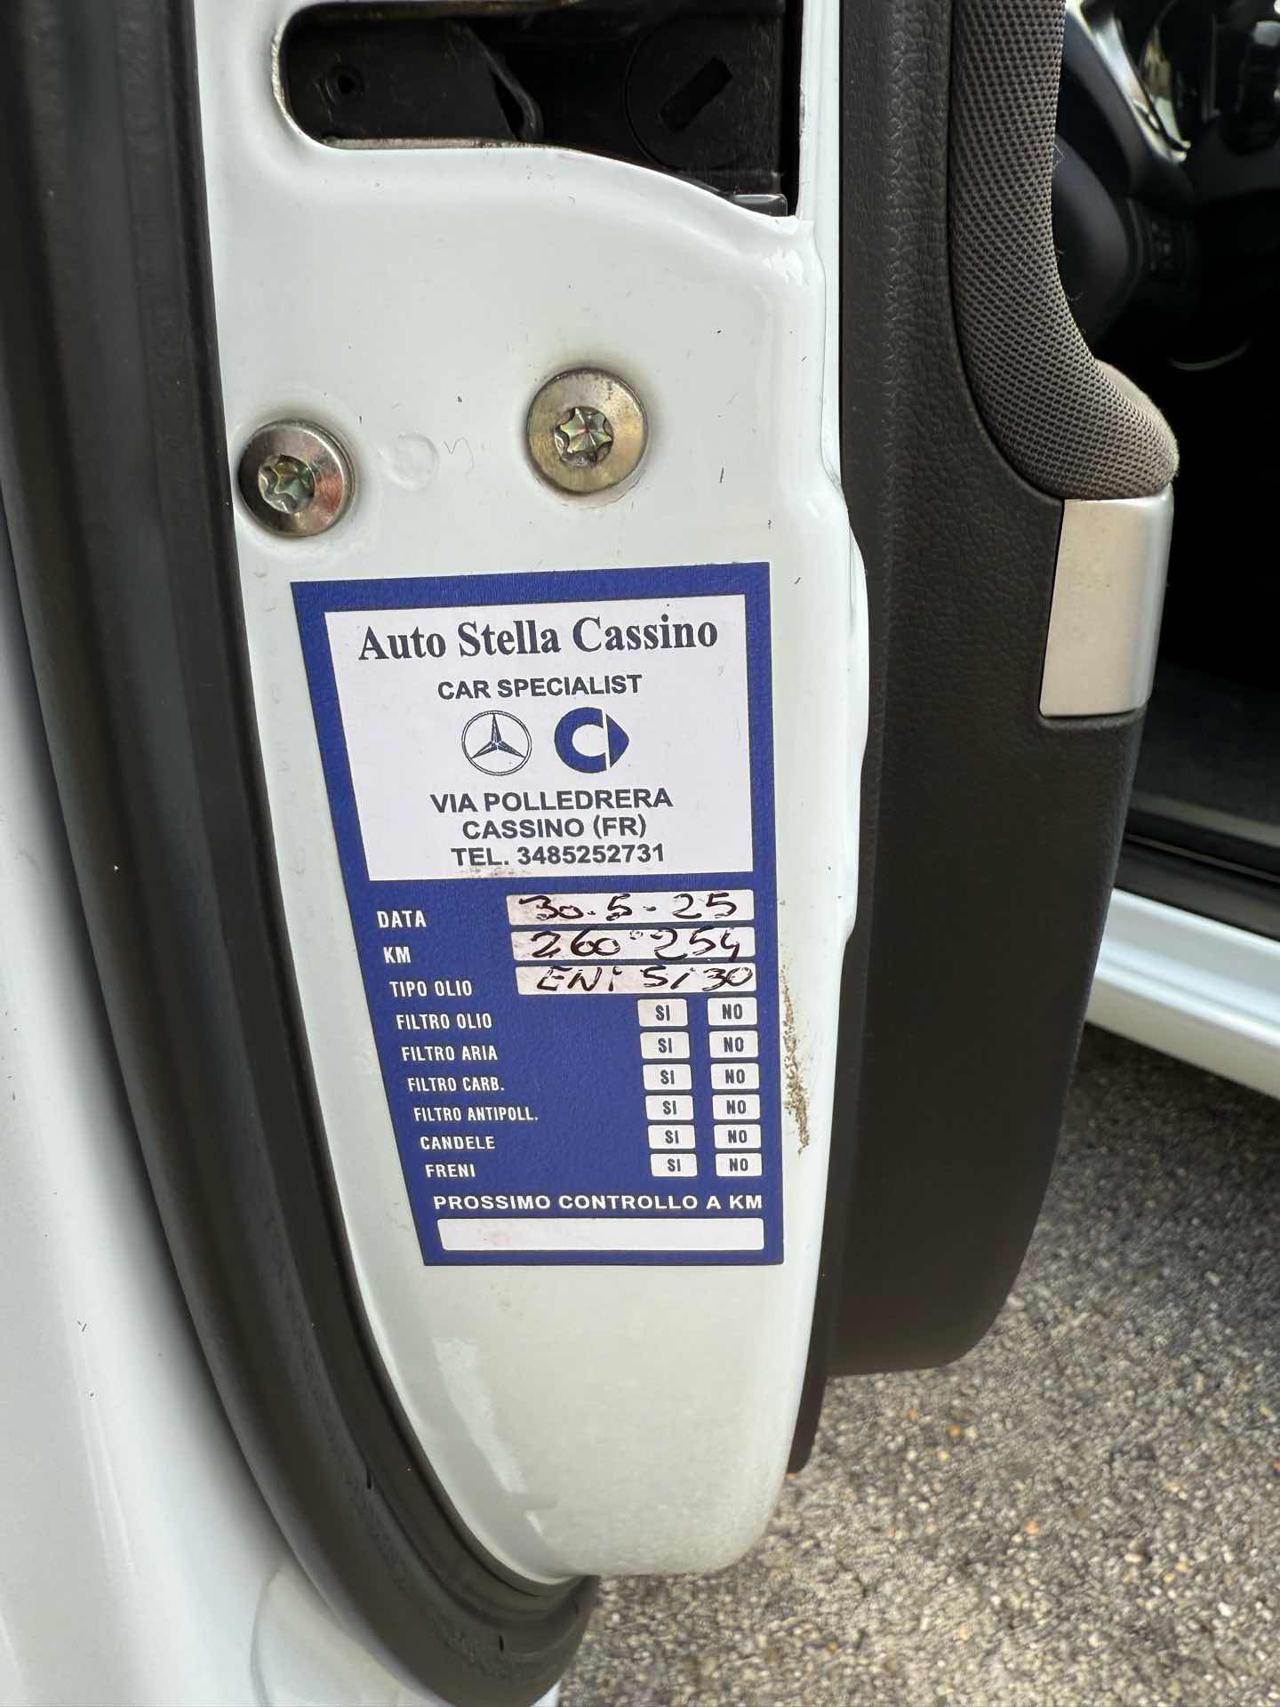 Auto Stella Cassino
CAR SPECIALIST
VIA POLLEDRERA
CASSINO (FR)
TEL. 3485252731
DATA 30.5-25
KM 260.254
TIPO OLIO ENi 5/30
FILTRO OLIO SI NO
FILTRO ARIA SI NO
FILTRO CARB. SI NO
FILTRO ANTIPOLL. SI NO
CANDELE SI NO
FRENI SI NO
PROSSIMO CONTROLLO A KM